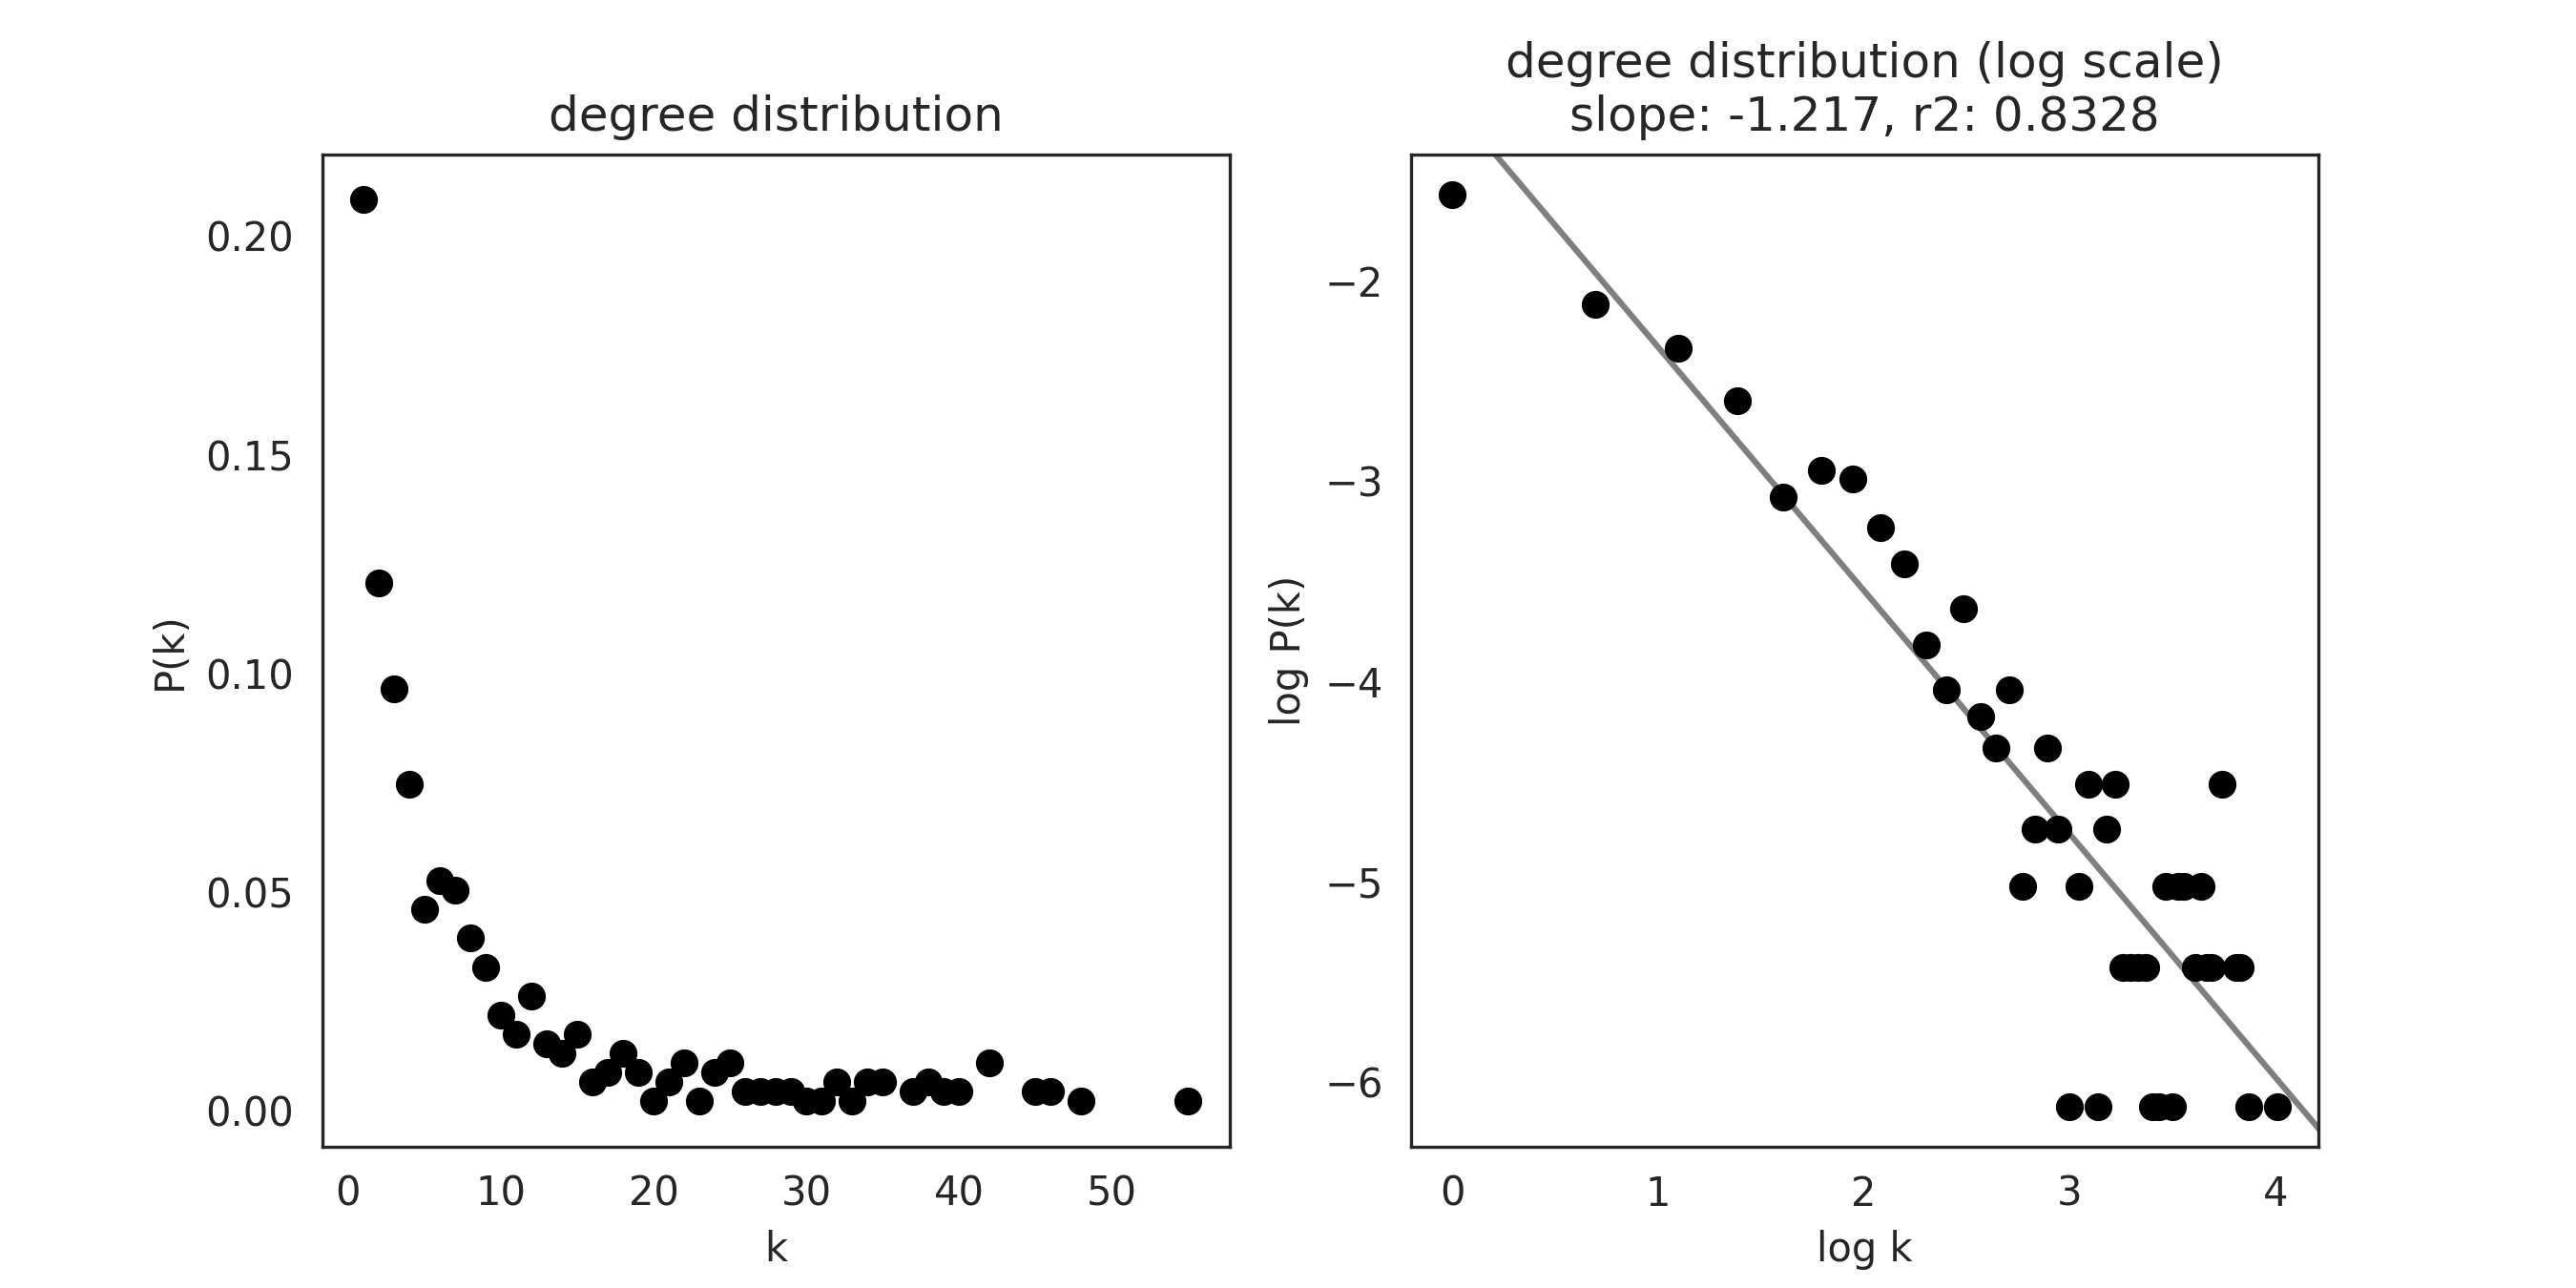 degree distribution
0.20
0.15
0.10
0.05
0.00
P(k)
0 10 20 30 40 50
k
degree distribution (log scale)
slope: -1.217, r2: 0.8328
−2
−3
−4
−5
−6
log P(k)
0 1 2 3 4
log k